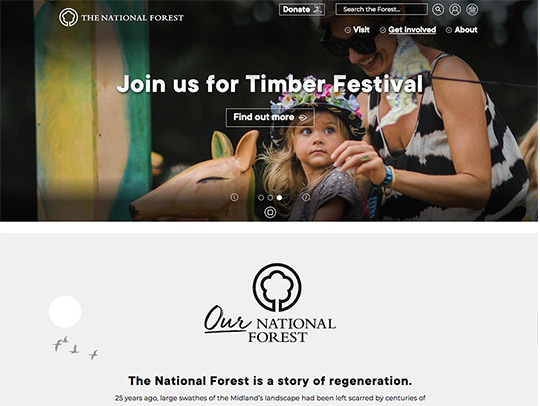 THE NATIONAL FOREST
Donate
Search the Forest...
Visit
Get involved
About
Join us for Timber Festival
Find out more
Our NATIONAL
FOREST
The National Forest is a story of regeneration.
25 years ago, large swathes of the Midland's landscape had been left scarred by centuries of